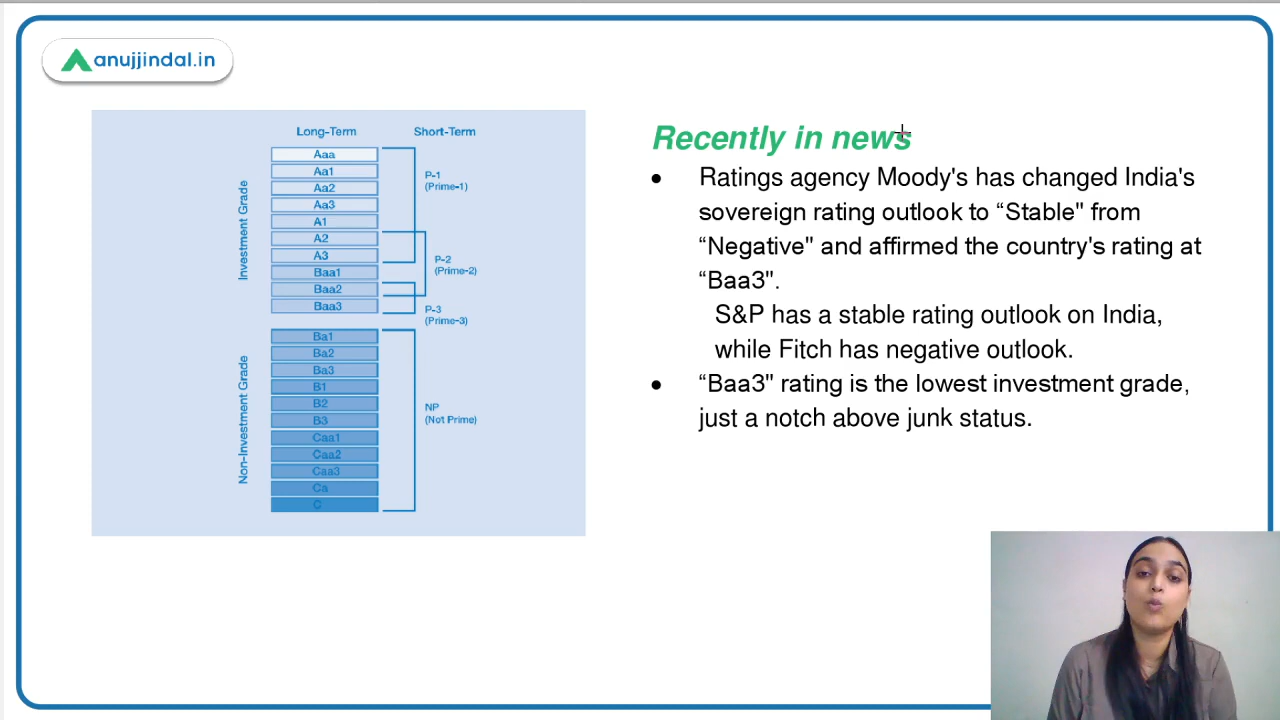 anujjindal.in
Long-Term
Short-Term
Investment Grade
Aaa
Aa1
Aa2
Aa3
A1
A2
A3
Baa1
Baa2
Baa3
P-1
(Prime-1)
P-2
(Prime-2)
P-3
(Prime-3)
Non-Investment Grade
Ba1
Ba2
Ba3
B1
B2
B3
Caa1
Caa2
Caa3
Ca
C
NP
(Not Prime)
Recently in news
● Ratings agency Moody's has changed India's
sovereign rating outlook to “Stable" from
“Negative" and affirmed the country's rating at
“Baa3".
S&P has a stable rating outlook on India,
while Fitch has negative outlook.
● “Baa3" rating is the lowest investment grade,
just a notch above junk status.